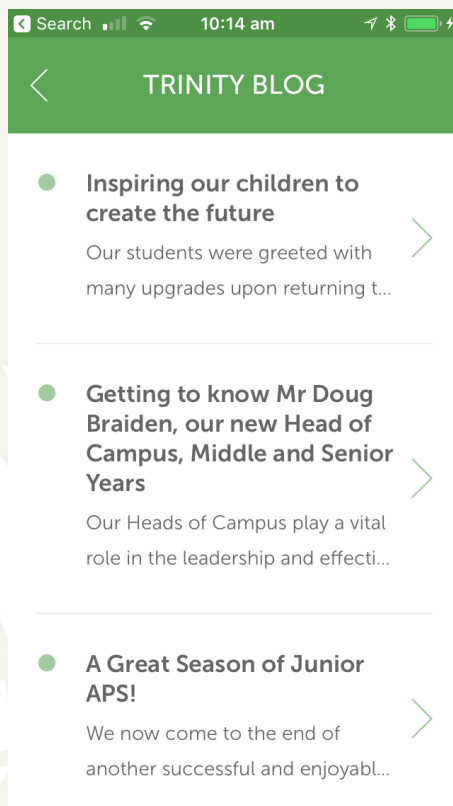 Search 10:14 am
TRINITY BLOG
Inspiring our children to
create the future
Our students were greeted with
many upgrades upon returning t...
Getting to know Mr Doug
Braiden, our new Head of
Campus, Middle and Senior
Years
Our Heads of Campus play a vital
role in the leadership and effecti...
A Great Season of Junior
APS!
We now come to the end of
another successful and enjoyabl...